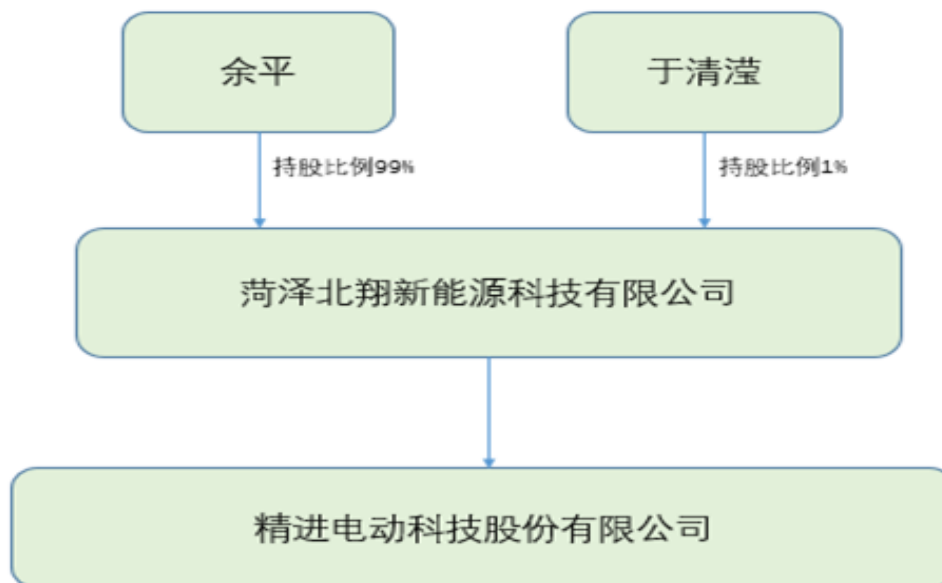 余平
于清滢
持股比例99%
持股比例1%
菏泽北翔新能源科技有限公司
精进电动科技股份有限公司